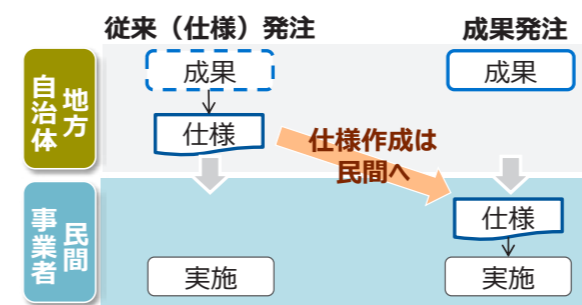 従来（仕様）発注
成果発注
地方
自治体
成果
成果
仕様
仕様作成は
民間へ
民間
事業者
仕様
実施
実施